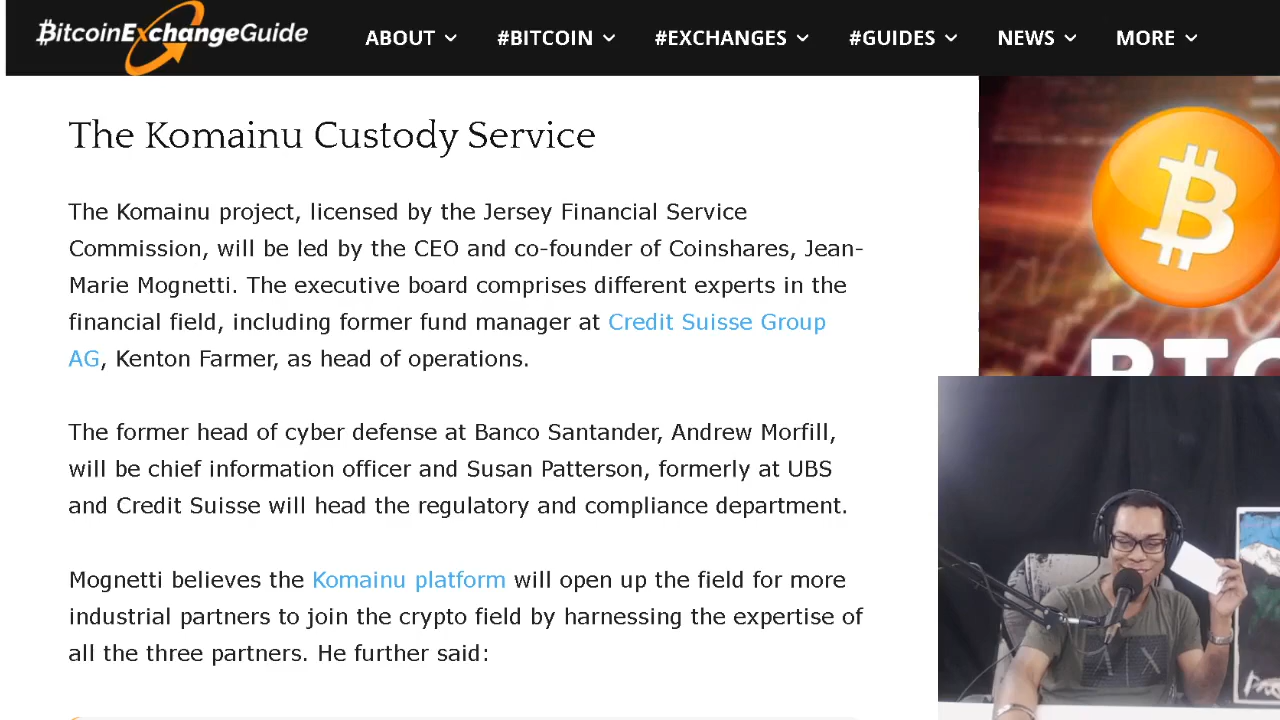 BitcoinExchangeGuide
ABOUT
#BITCOIN
#EXCHANGES
#GUIDES
NEWS
MORE
The Komainu Custody Service
The Komainu project, licensed by the Jersey Financial Service
Commission, will be led by the CEO and co-founder of Coinshares, Jean-
Marie Mognetti. The executive board comprises different experts in the
financial field, including former fund manager at Credit Suisse Group
AG, Kenton Farmer, as head of operations.
The former head of cyber defense at Banco Santander, Andrew Morfill,
will be chief information officer and Susan Patterson, formerly at UBS
and Credit Suisse will head the regulatory and compliance department.
Mognetti believes the Komainu platform will open up the field for more
industrial partners to join the crypto field by harnessing the expertise of
all the three partners. He further said: